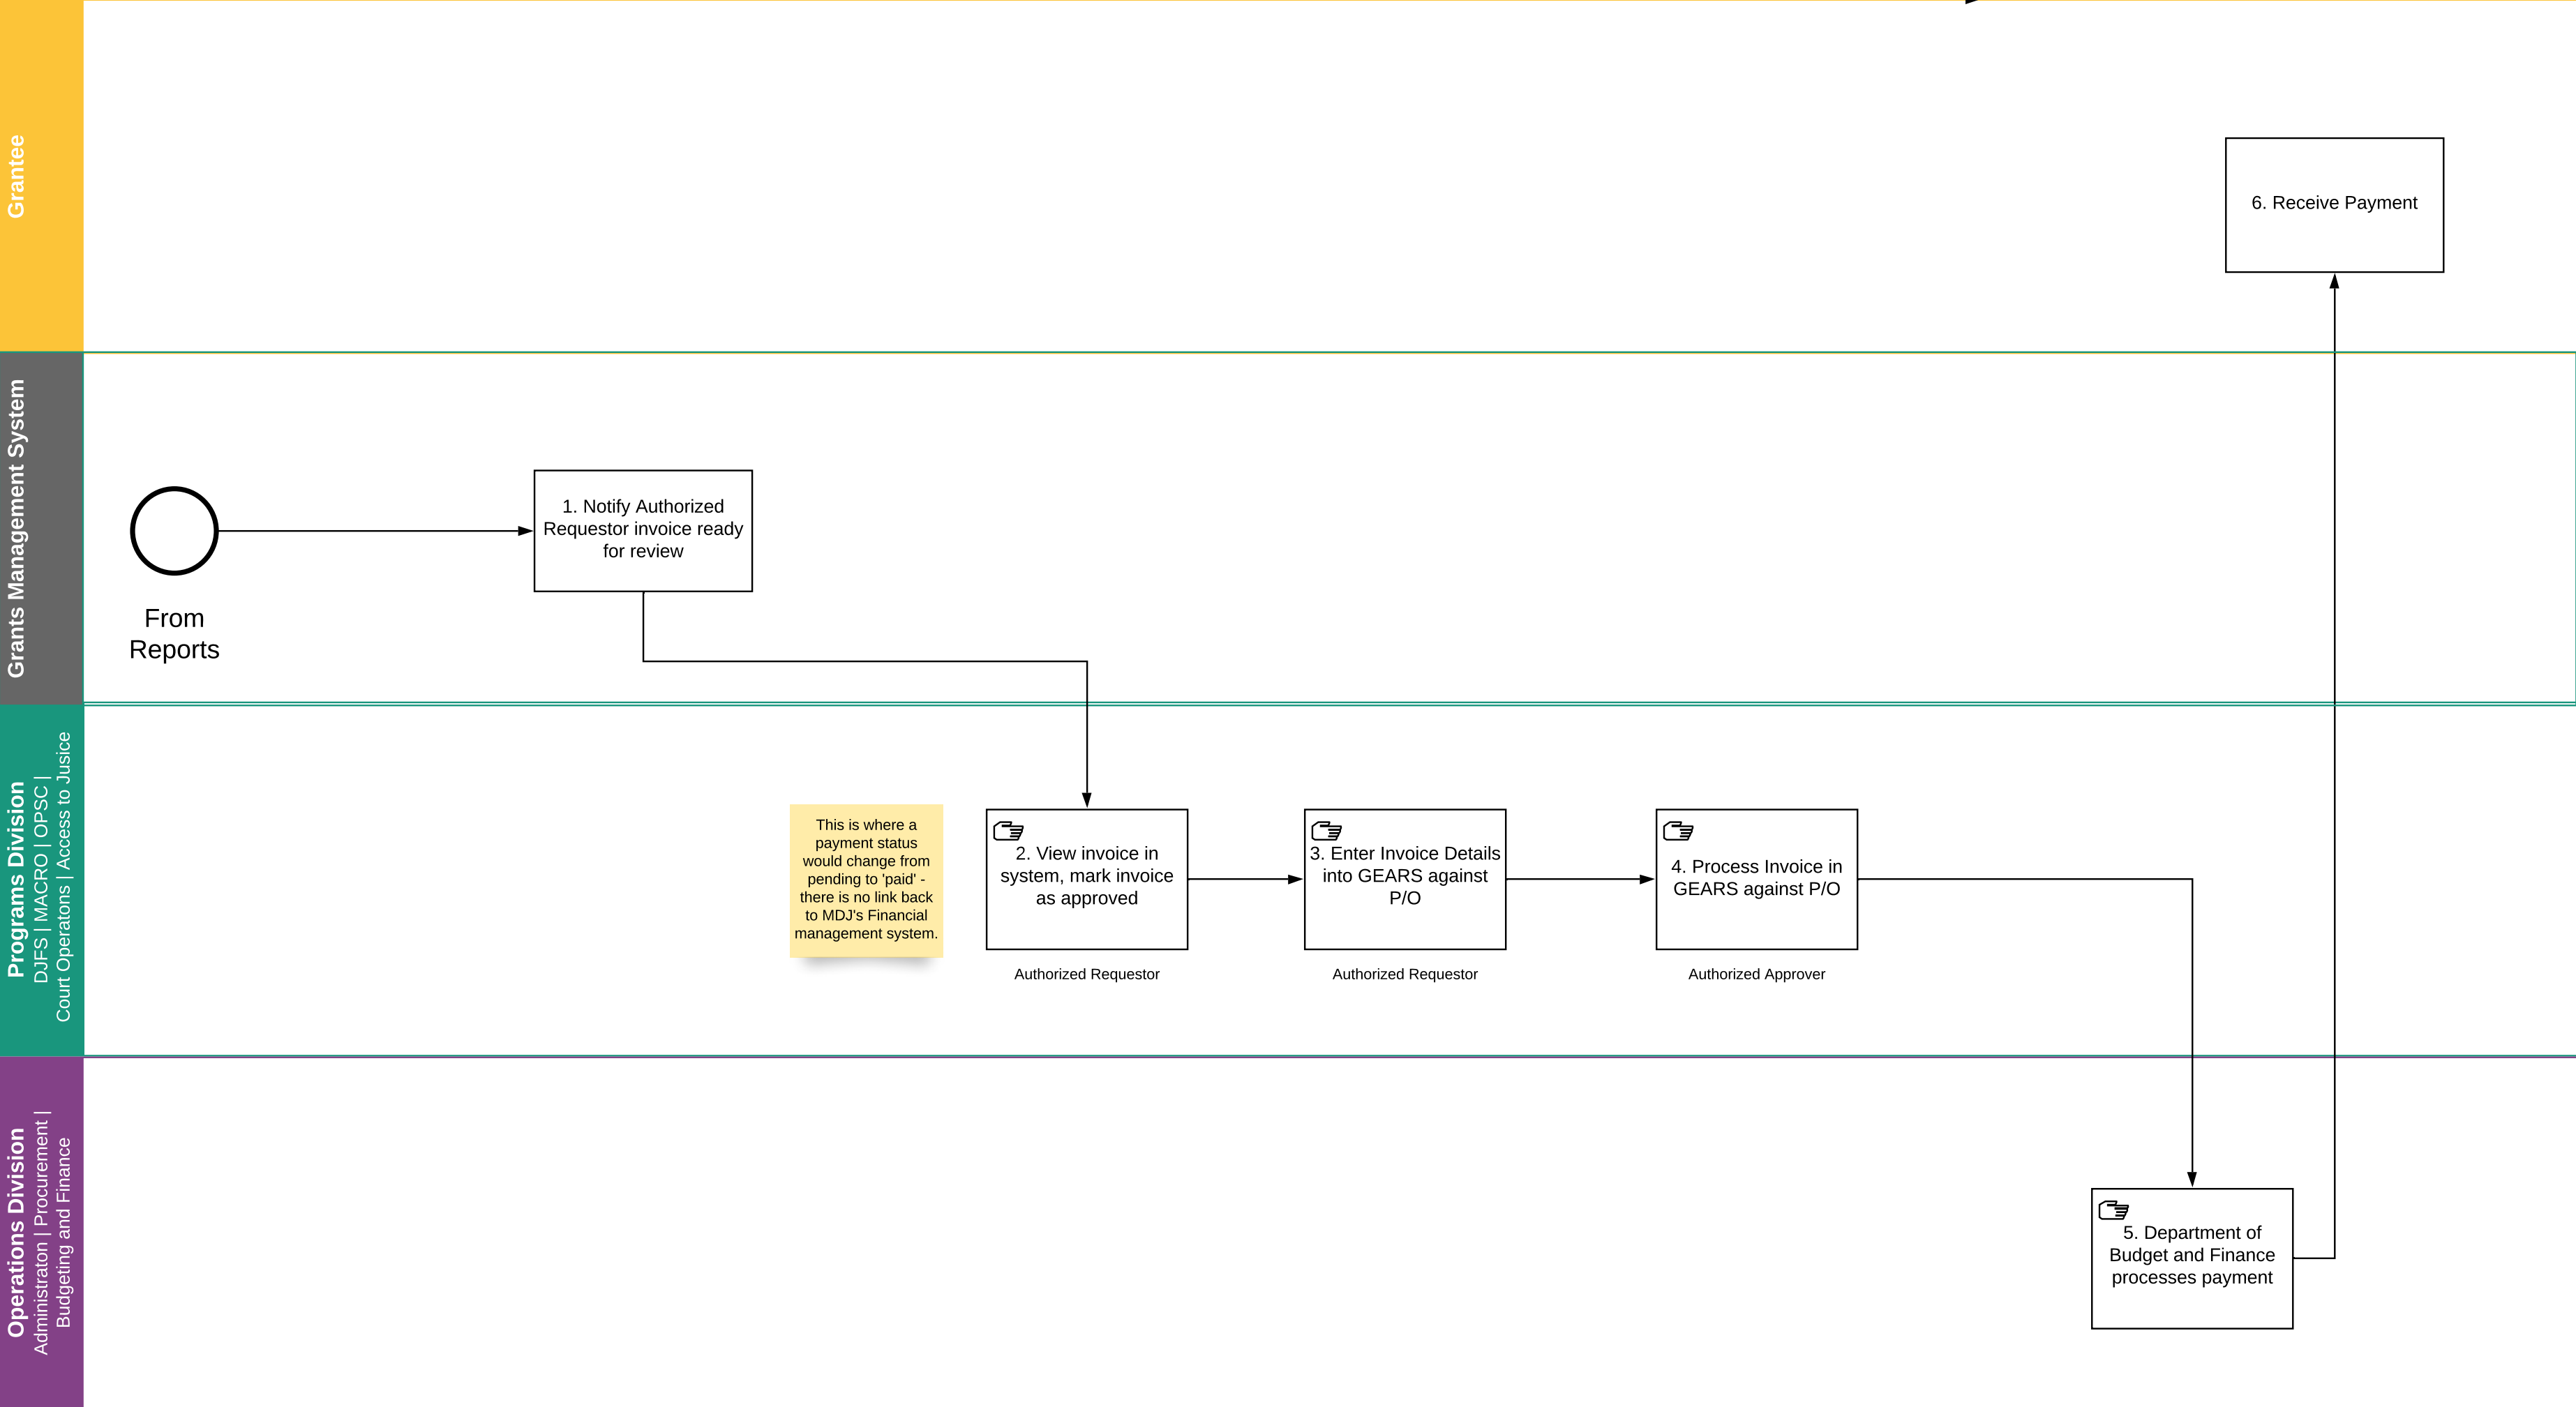 Grantee
6. Receive Payment
Grants Management System
1. Notify Authorized
Requestor invoice ready
for review
From
Reports
Programs Division
DJFS | MACRO | OPSC |
Court Operatons | Access to Jusice
This is where a
payment status
would change from
pending to 'paid' -
there is no link back
to MDJ's Financial
management system.
2. View invoice in
system, mark invoice
as approved
Authorized Requestor
3. Enter Invoice Details
into GEARS against
P/O
Authorized Requestor
4. Process Invoice in
GEARS against P/O
Authorized Approver
Operations Division
Administraton | Procurement |
Budgeting and Finance
5. Department of
Budget and Finance
processes payment